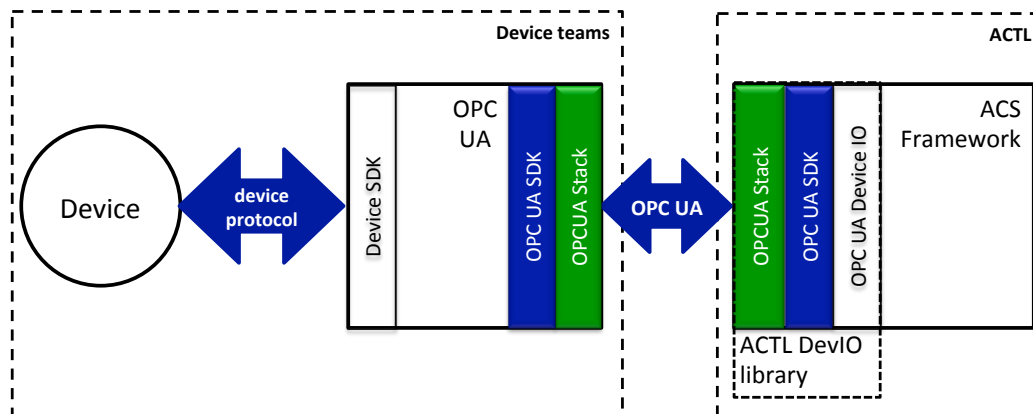 Device teams
ACTL
Device
device
protocol
Device SDK
OPC
UA
OPC UA SDK
OPCUA Stack
OPC UA
OPCUA Stack
OPC UA SDK
OPC UA Device IO
ACS
Framework
ACTL DevIO
library